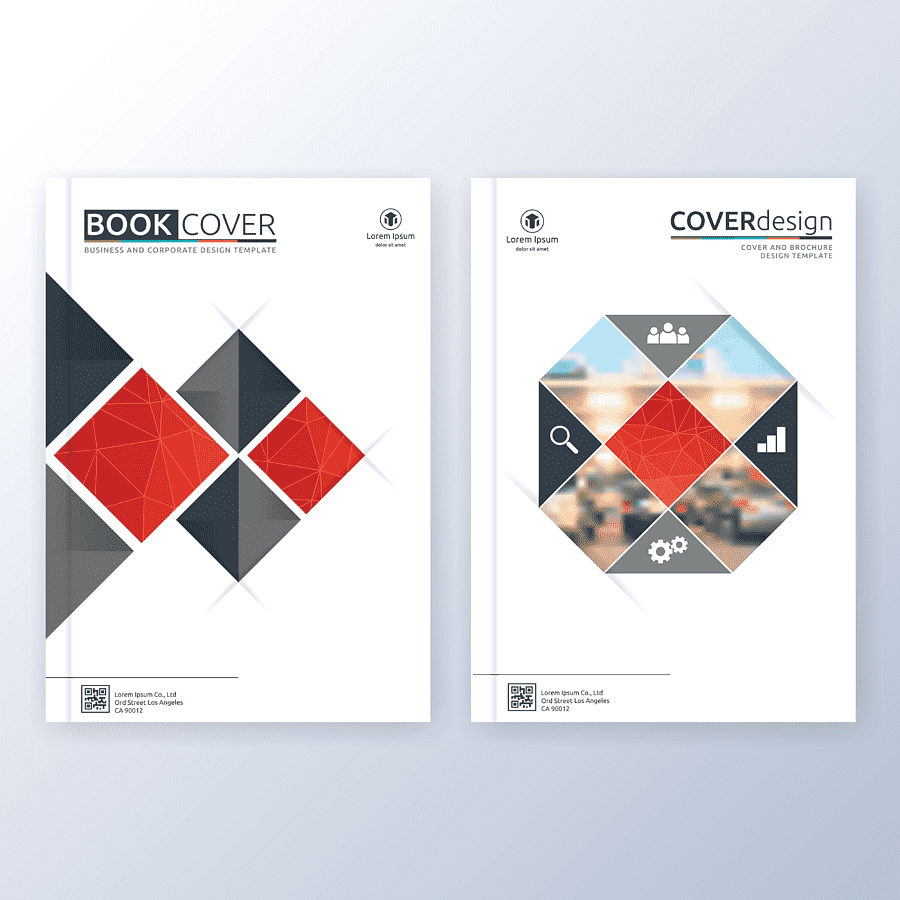 BOOK COVER
BUSINESS AND CORPORATE DESIGN TEMPLATE
Lorem Ipsum
dolor sit amet
Lorem Ipsum Co., Ltd
Ord Street Los Angeles
CA 90012
Lorem Ipsum
dolor sit amet
COVERdesign
COVER AND BROCHURE
DESIGN TEMPLATE
Lorem Ipsum Co., Ltd
Ord Street Los Angeles
CA 90012